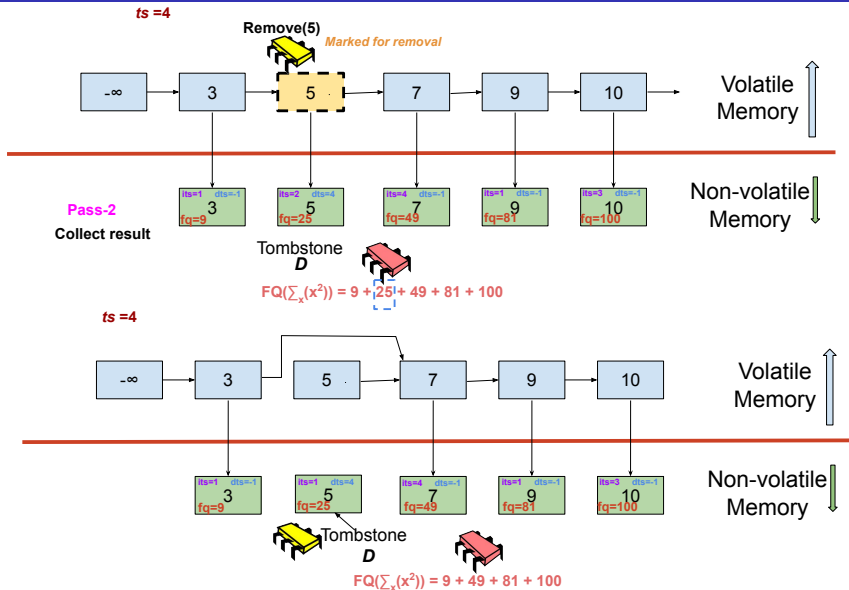 ts =4
Remove(5)
Marked for removal
-∞ 3 5 7 9 10
Volatile
Memory
its=1 dts=-1 its=2 dts=4 its=4 dts=-1 its=1 dts=-1 its=3 dts=-1
3 5 7 9 10
fq=9 fq=25 fq=49 fq=81 fq=100
Non-volatile
Memory
Pass-2
Collect result
Tombstone
D
FQ(∑x(x²)) = 9 + 25 + 49 + 81 + 100
ts =4
-∞ 3 5 7 9 10
Volatile
Memory
its=1 dts=-1 its=1 dts=4 its=4 dts=-1 its=1 dts=-1 its=3 dts=-1
3 5 7 9 10
fq=9 fq=25 fq=49 fq=81 fq=100
Non-volatile
Memory
Tombstone
D
FQ(∑x(x²)) = 9 + 49 + 81 + 100